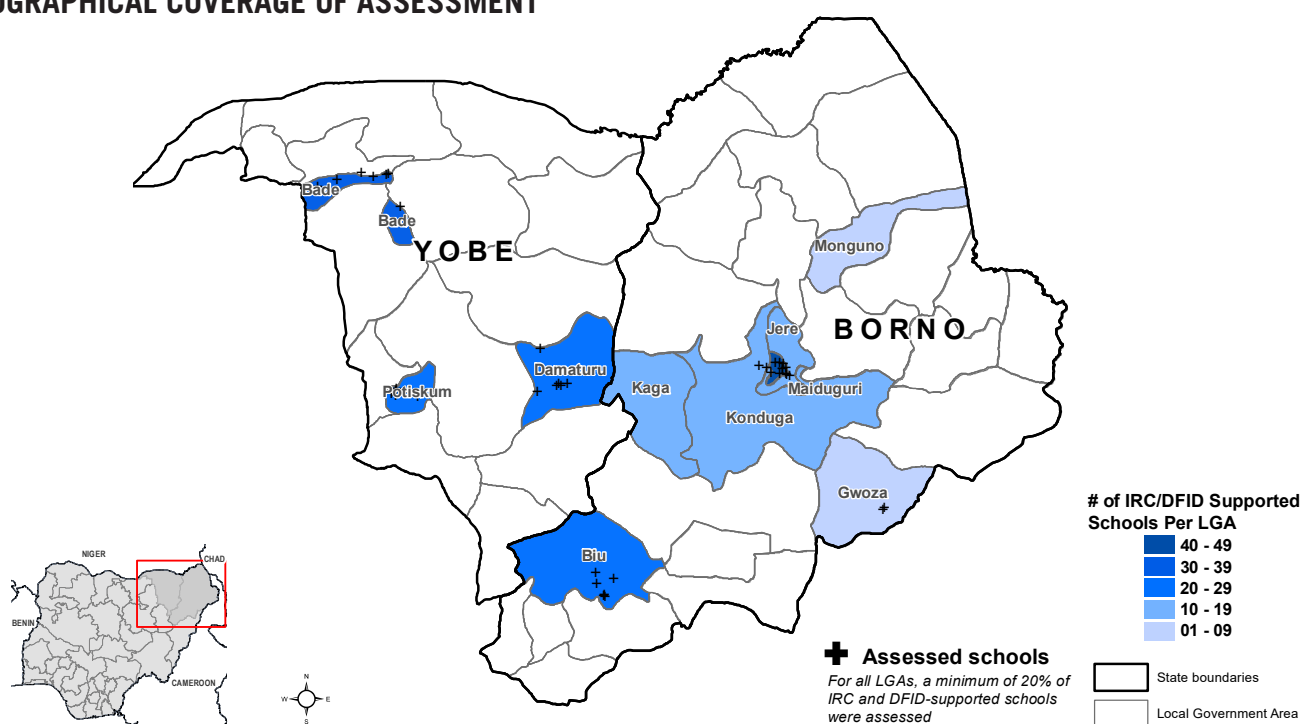 OGRAPHICAL COVERAGE OF ASSESSMENT
Bade
Bade
YOBE
Monguno
Jere
BORNO
Damaturu
Potiskum
Kaga
Maiduguri
Konduga
Gwoza
Biu
NIGER
CHAD
BENIN
CAMEROON
N
W
E
S
# of IRC/DFID Supported
Schools Per LGA
40 - 49
30 - 39
20 - 29
10 - 19
01 - 09
Assessed schools
For all LGAs, a minimum of 20% of
IRC and DFID-supported schools
were assessed
State boundaries
Local Government Area